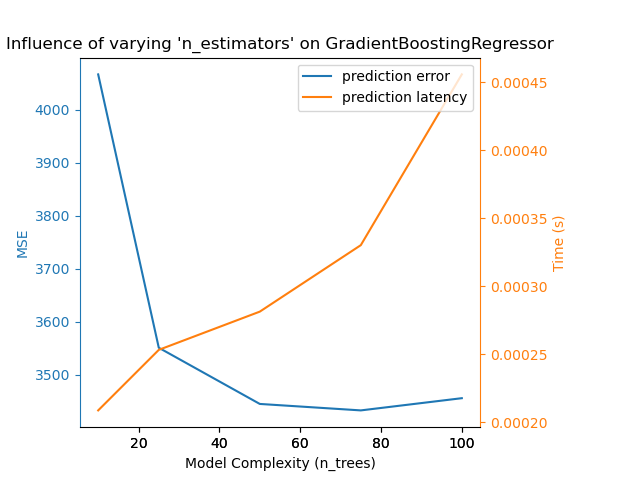 Influence of varying 'n_estimators' on GradientBoostingRegressor
prediction error
prediction latency
MSE
4000
3900
3800
3700
3600
3500
0.00045
0.00040
0.00035
0.00030
0.00025
0.00020
Time (s)
20 40 60 80 100
Model Complexity (n_trees)